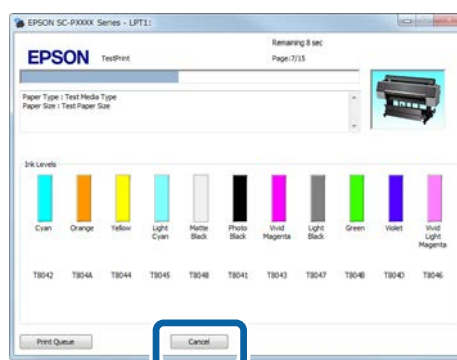 EPSON SC-PXXXX Series - LPT1:
Remaining 8 sec
EPSON TestPrint Page:7/15
Paper Type : Test Media Type
Paper Size : Test Paper Size
Ink Levels
Cyan Orange Yellow Light Cyan Matte Black Photo Black Vivid Magenta Light Black Green Violet Vivid Light Magenta
T8042 T804A T8044 T8045 T8048 T8041 T8043 T8047 T804B T804D T8046
Print Queue Cancel